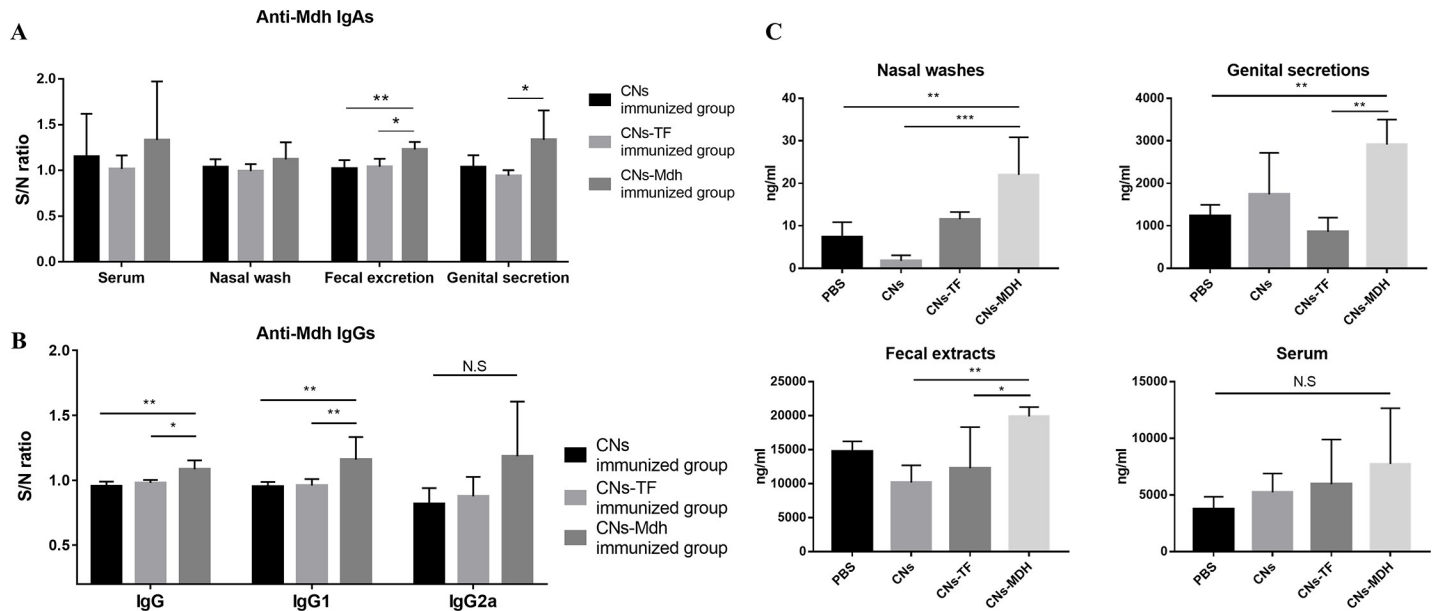 A
Anti-Mdh IgAs
S/N ratio
2.0
1.5
1.0
0.5
0.0
**
*
*
Serum
Nasal wash
Fecal excretion
Genital secretion
CNs
immunized group
CNs-TF
immunized group
CNs-Mdh
immunized group
B
Anti-Mdh IgGs
S/N ratio
2.0
1.5
1.0
0.5
**
*
**
**
N.S
IgG
IgG1
IgG2a
CNs
immunized group
CNs-TF
immunized group
CNs-Mdh
immunized group
C
Nasal washes
ng/ml
40
30
20
10
0
**
***
PBS
CNs
CNs-TF
CNs-MDH
Genital secretions
ng/ml
4000
3000
2000
1000
0
**
**
PBS
CNs
CNs-TF
CNs-MDH
Fecal extracts
ng/ml
25000
20000
15000
10000
5000
0
**
*
PBS
CNs
CNs-TF
CNs-MDH
Serum
ng/ml
15000
10000
5000
0
N.S
PBS
CNs
CNs-TF
CNs-MDH